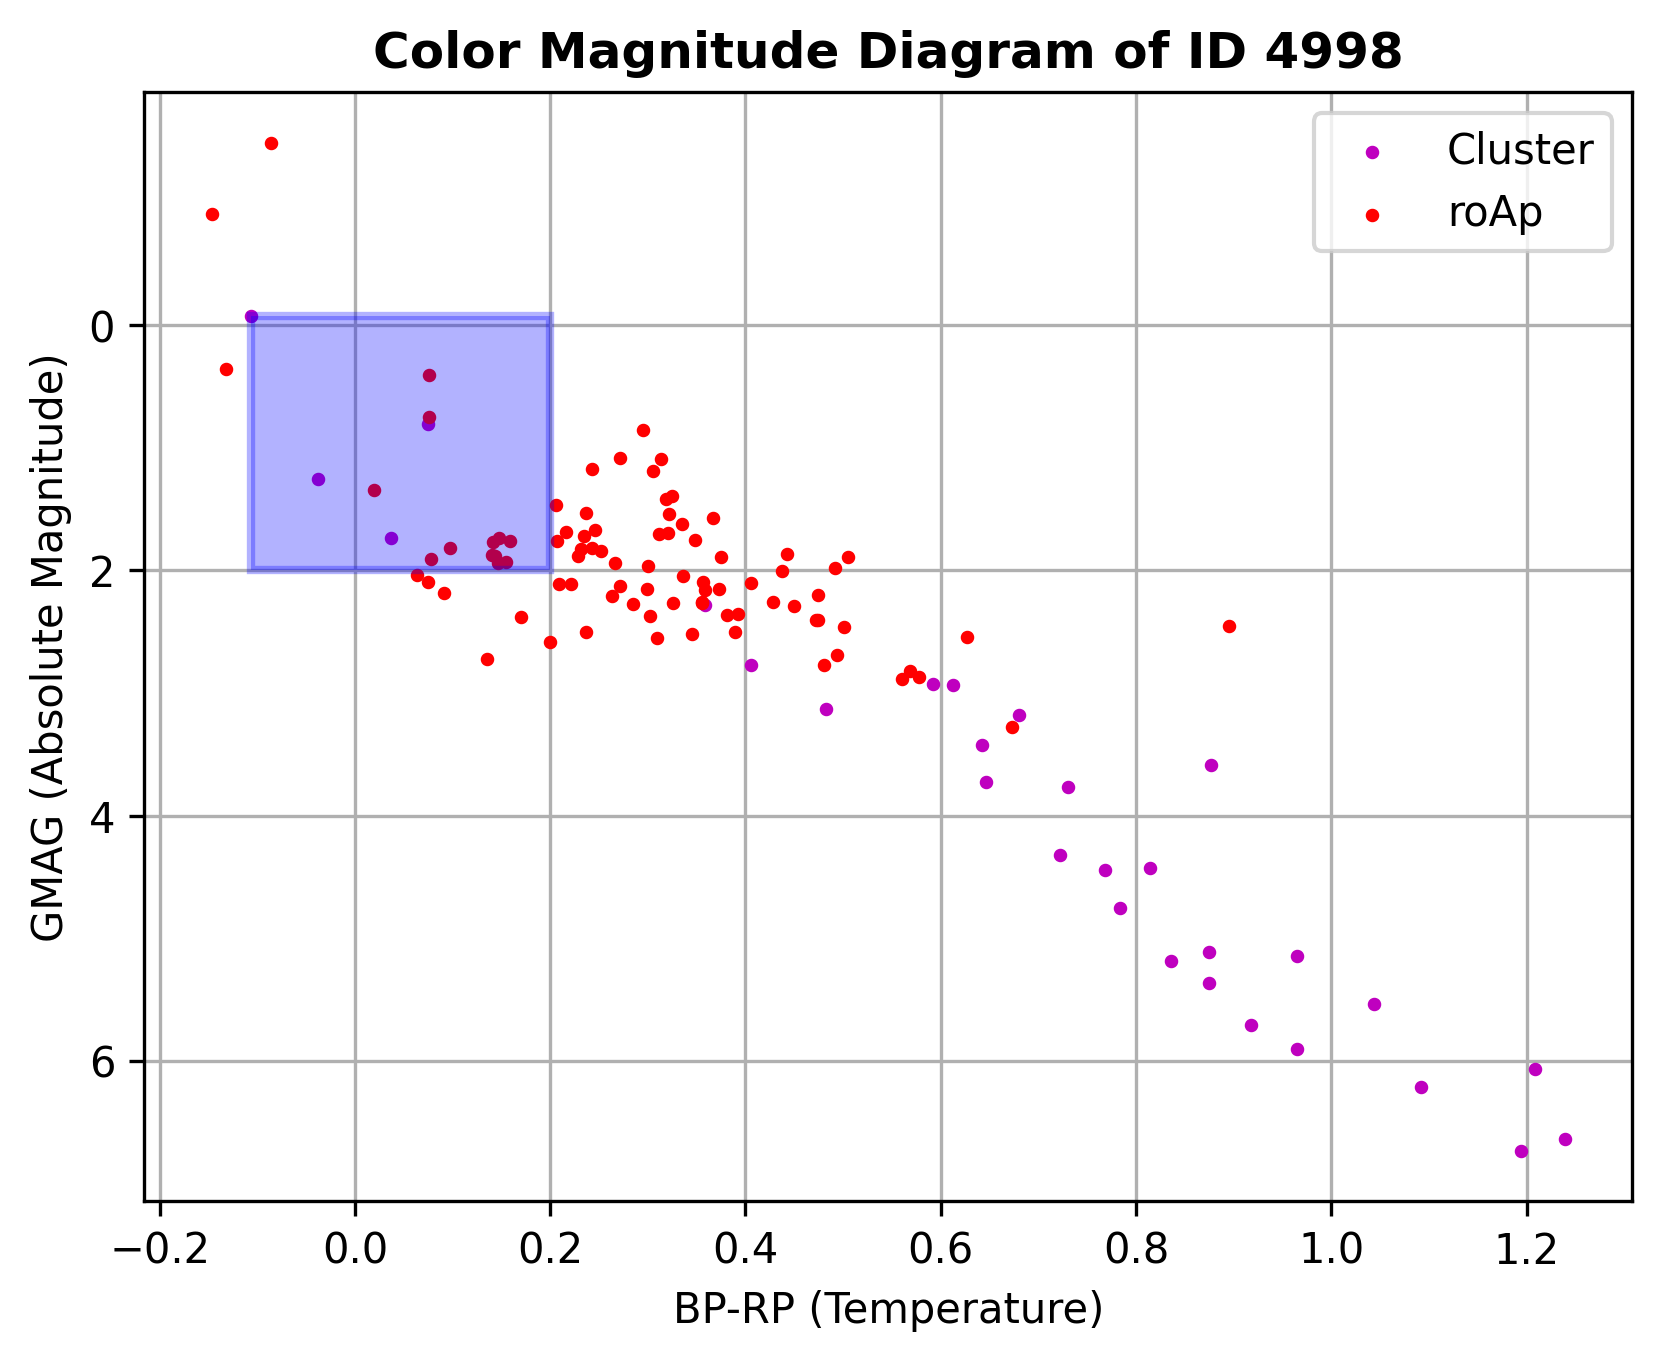 Color Magnitude Diagram of ID 4998
Cluster
roAp
GMAG (Absolute Magnitude)
0
2
4
6
−0.2
0.0
0.2
0.4
0.6
0.8
1.0
1.2
BP-RP (Temperature)